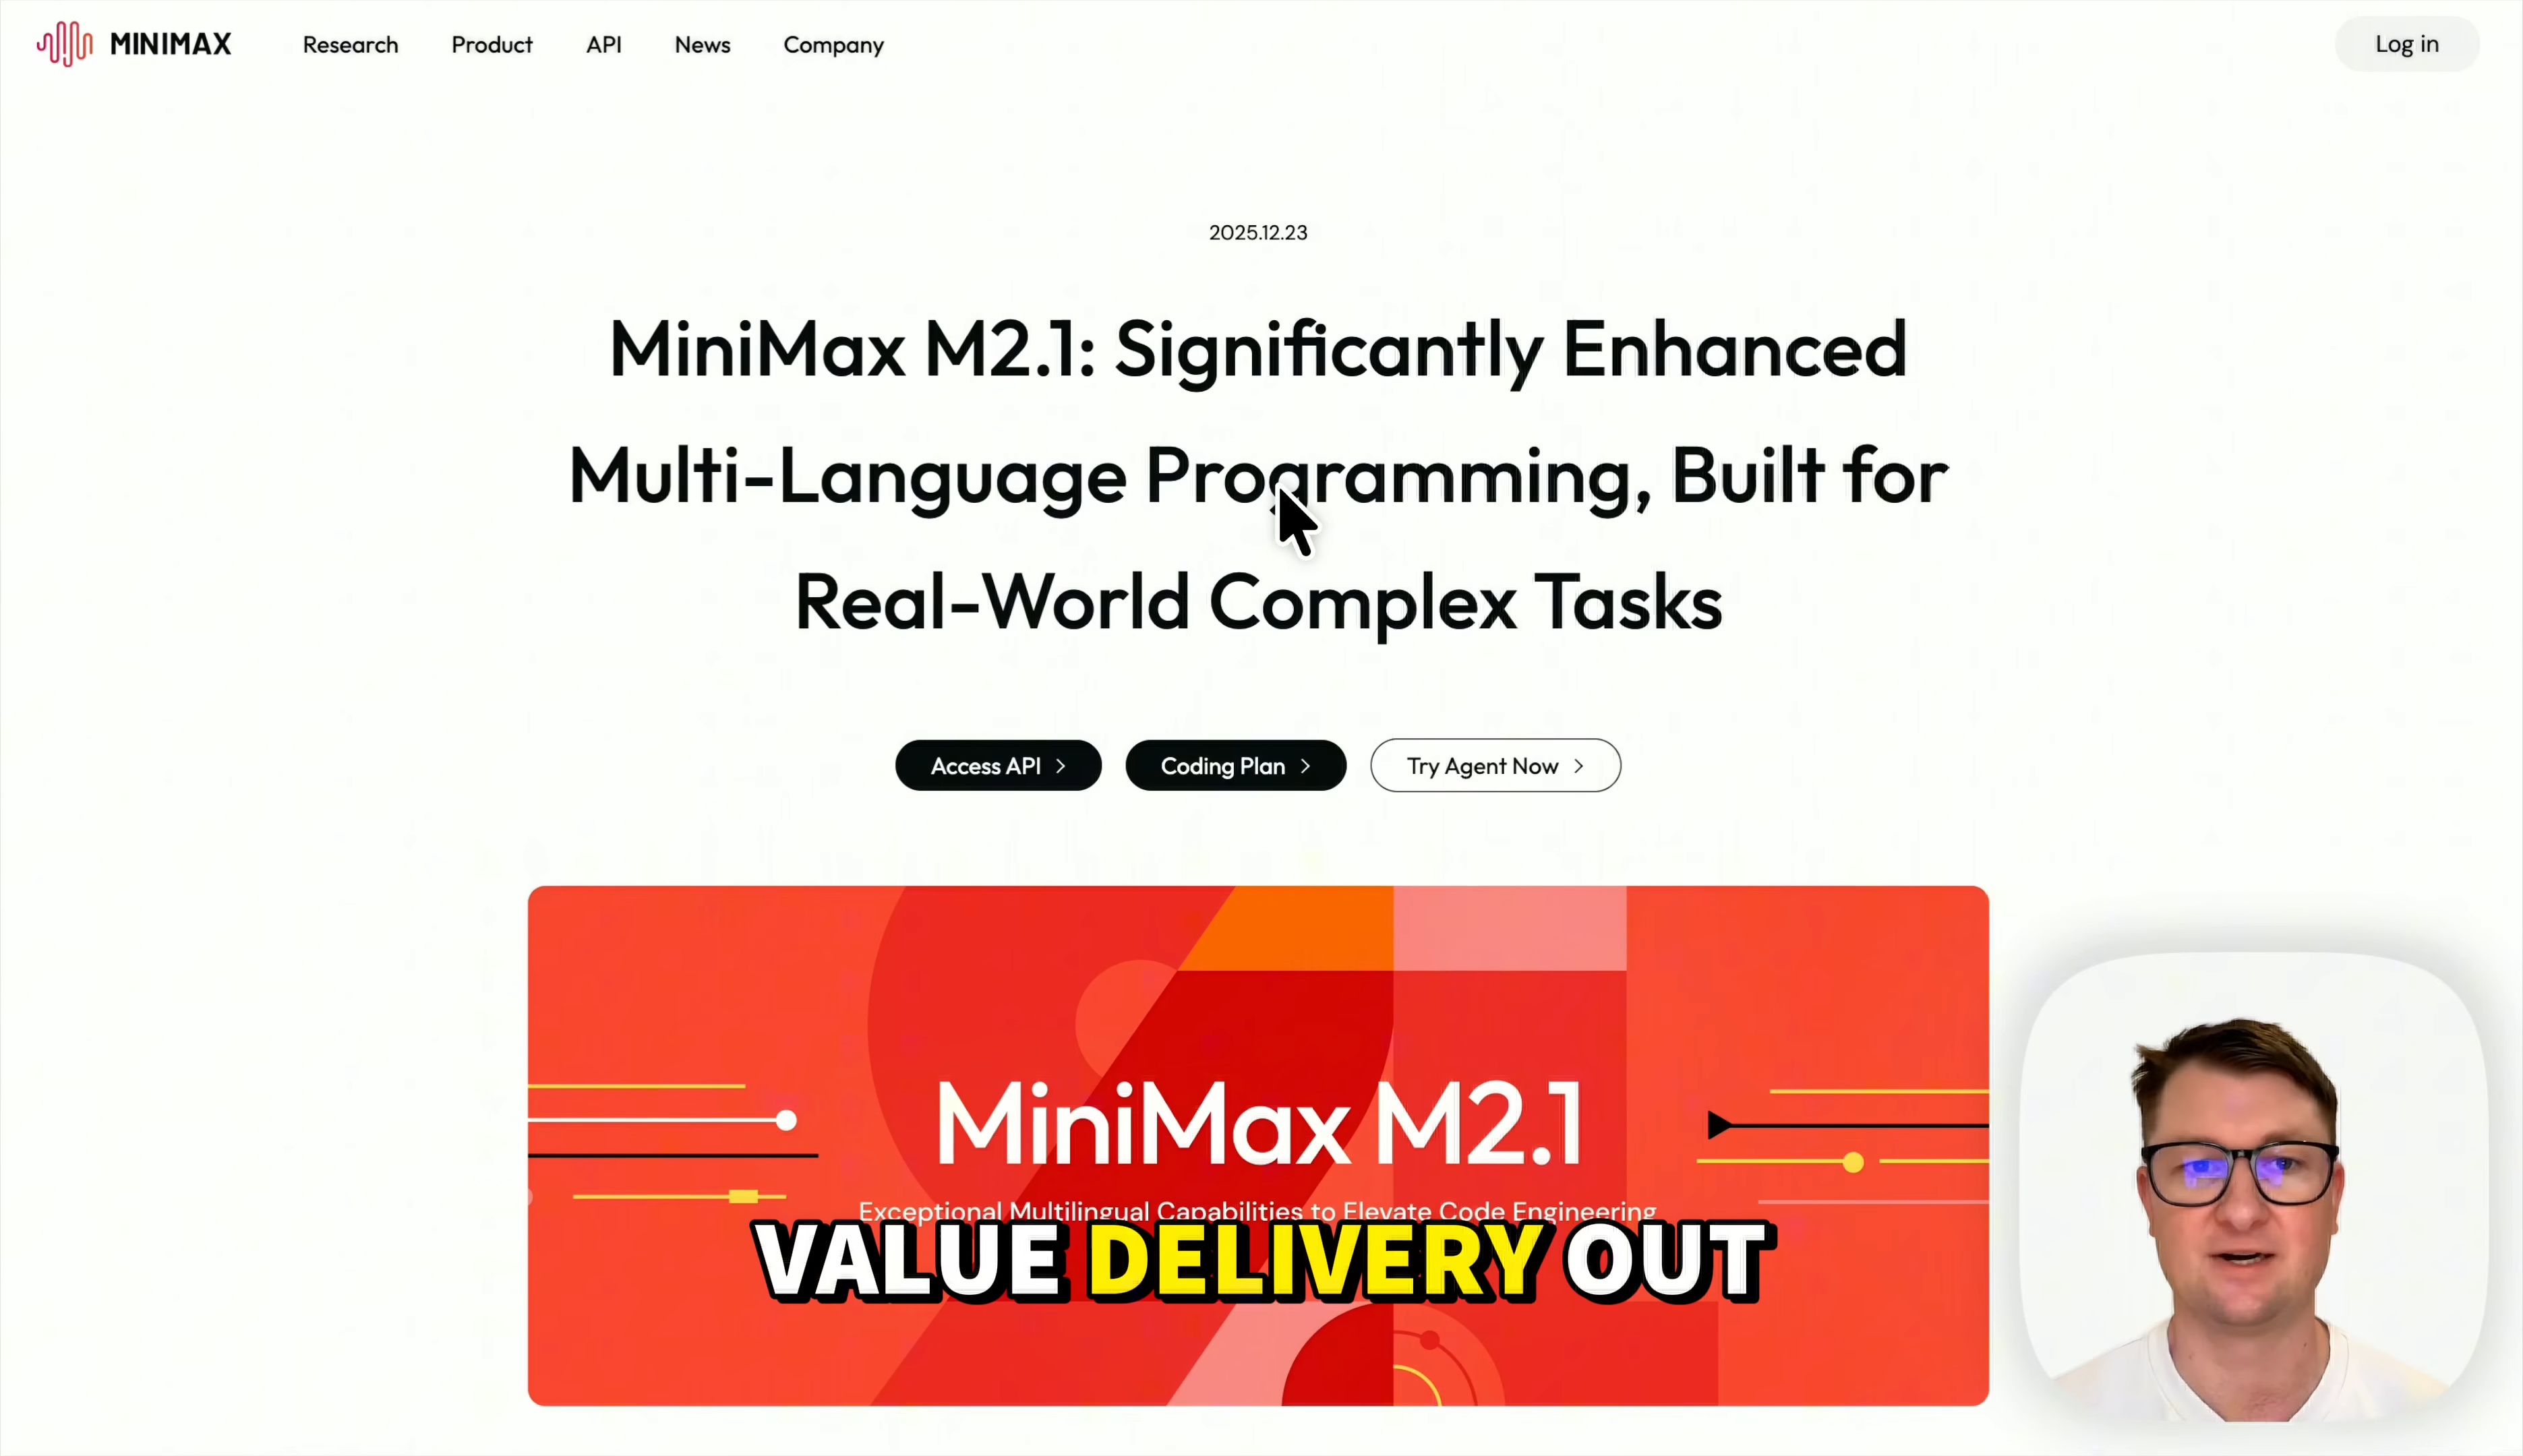 MINIMAX
Research
Product
API
News
Company
Log in
2025.12.23
MiniMax M2.1: Significantly Enhanced
Multi-Language Programming, Built for
Real-World Complex Tasks
Access API
Coding Plan
Try Agent Now
MiniMax M2.1
Exceptional Multilingual Capabilities to Elevate Code Engineering
VALUE DELIVERY OUT